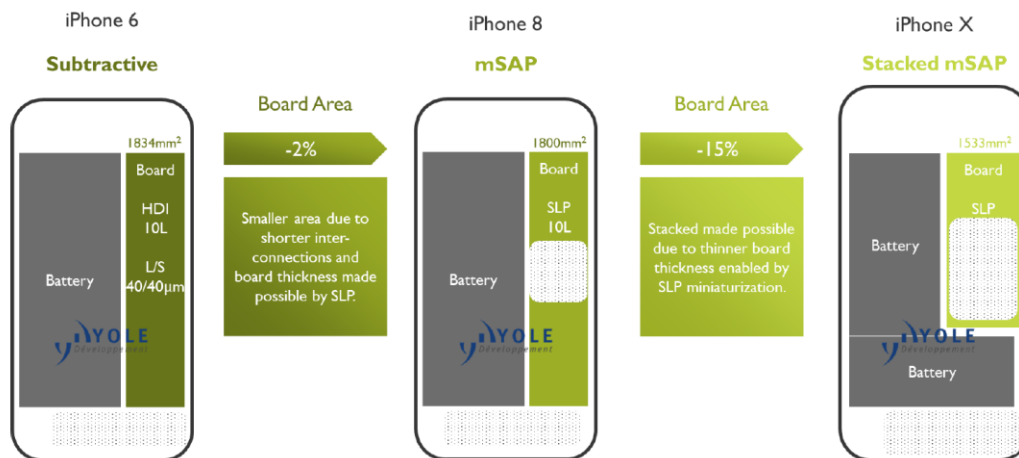 iPhone 6
Subtractive
1834mm²
Board
HDI
10L
L/S
40/40µm
Battery
YOLE
Développement
Board Area
-2%
Smaller area due to
shorter inter-
connections and
board thickness made
possible by SLP.
iPhone 8
mSAP
1800mm²
Board
SLP
10L
Battery
YOLE
Développement
Board Area
-15%
Stacked made possible
due to thinner board
thickness enabled by
SLP miniaturization.
iPhone X
Stacked mSAP
1533mm²
Board
SLP
Battery
YOLE
Développement
Battery